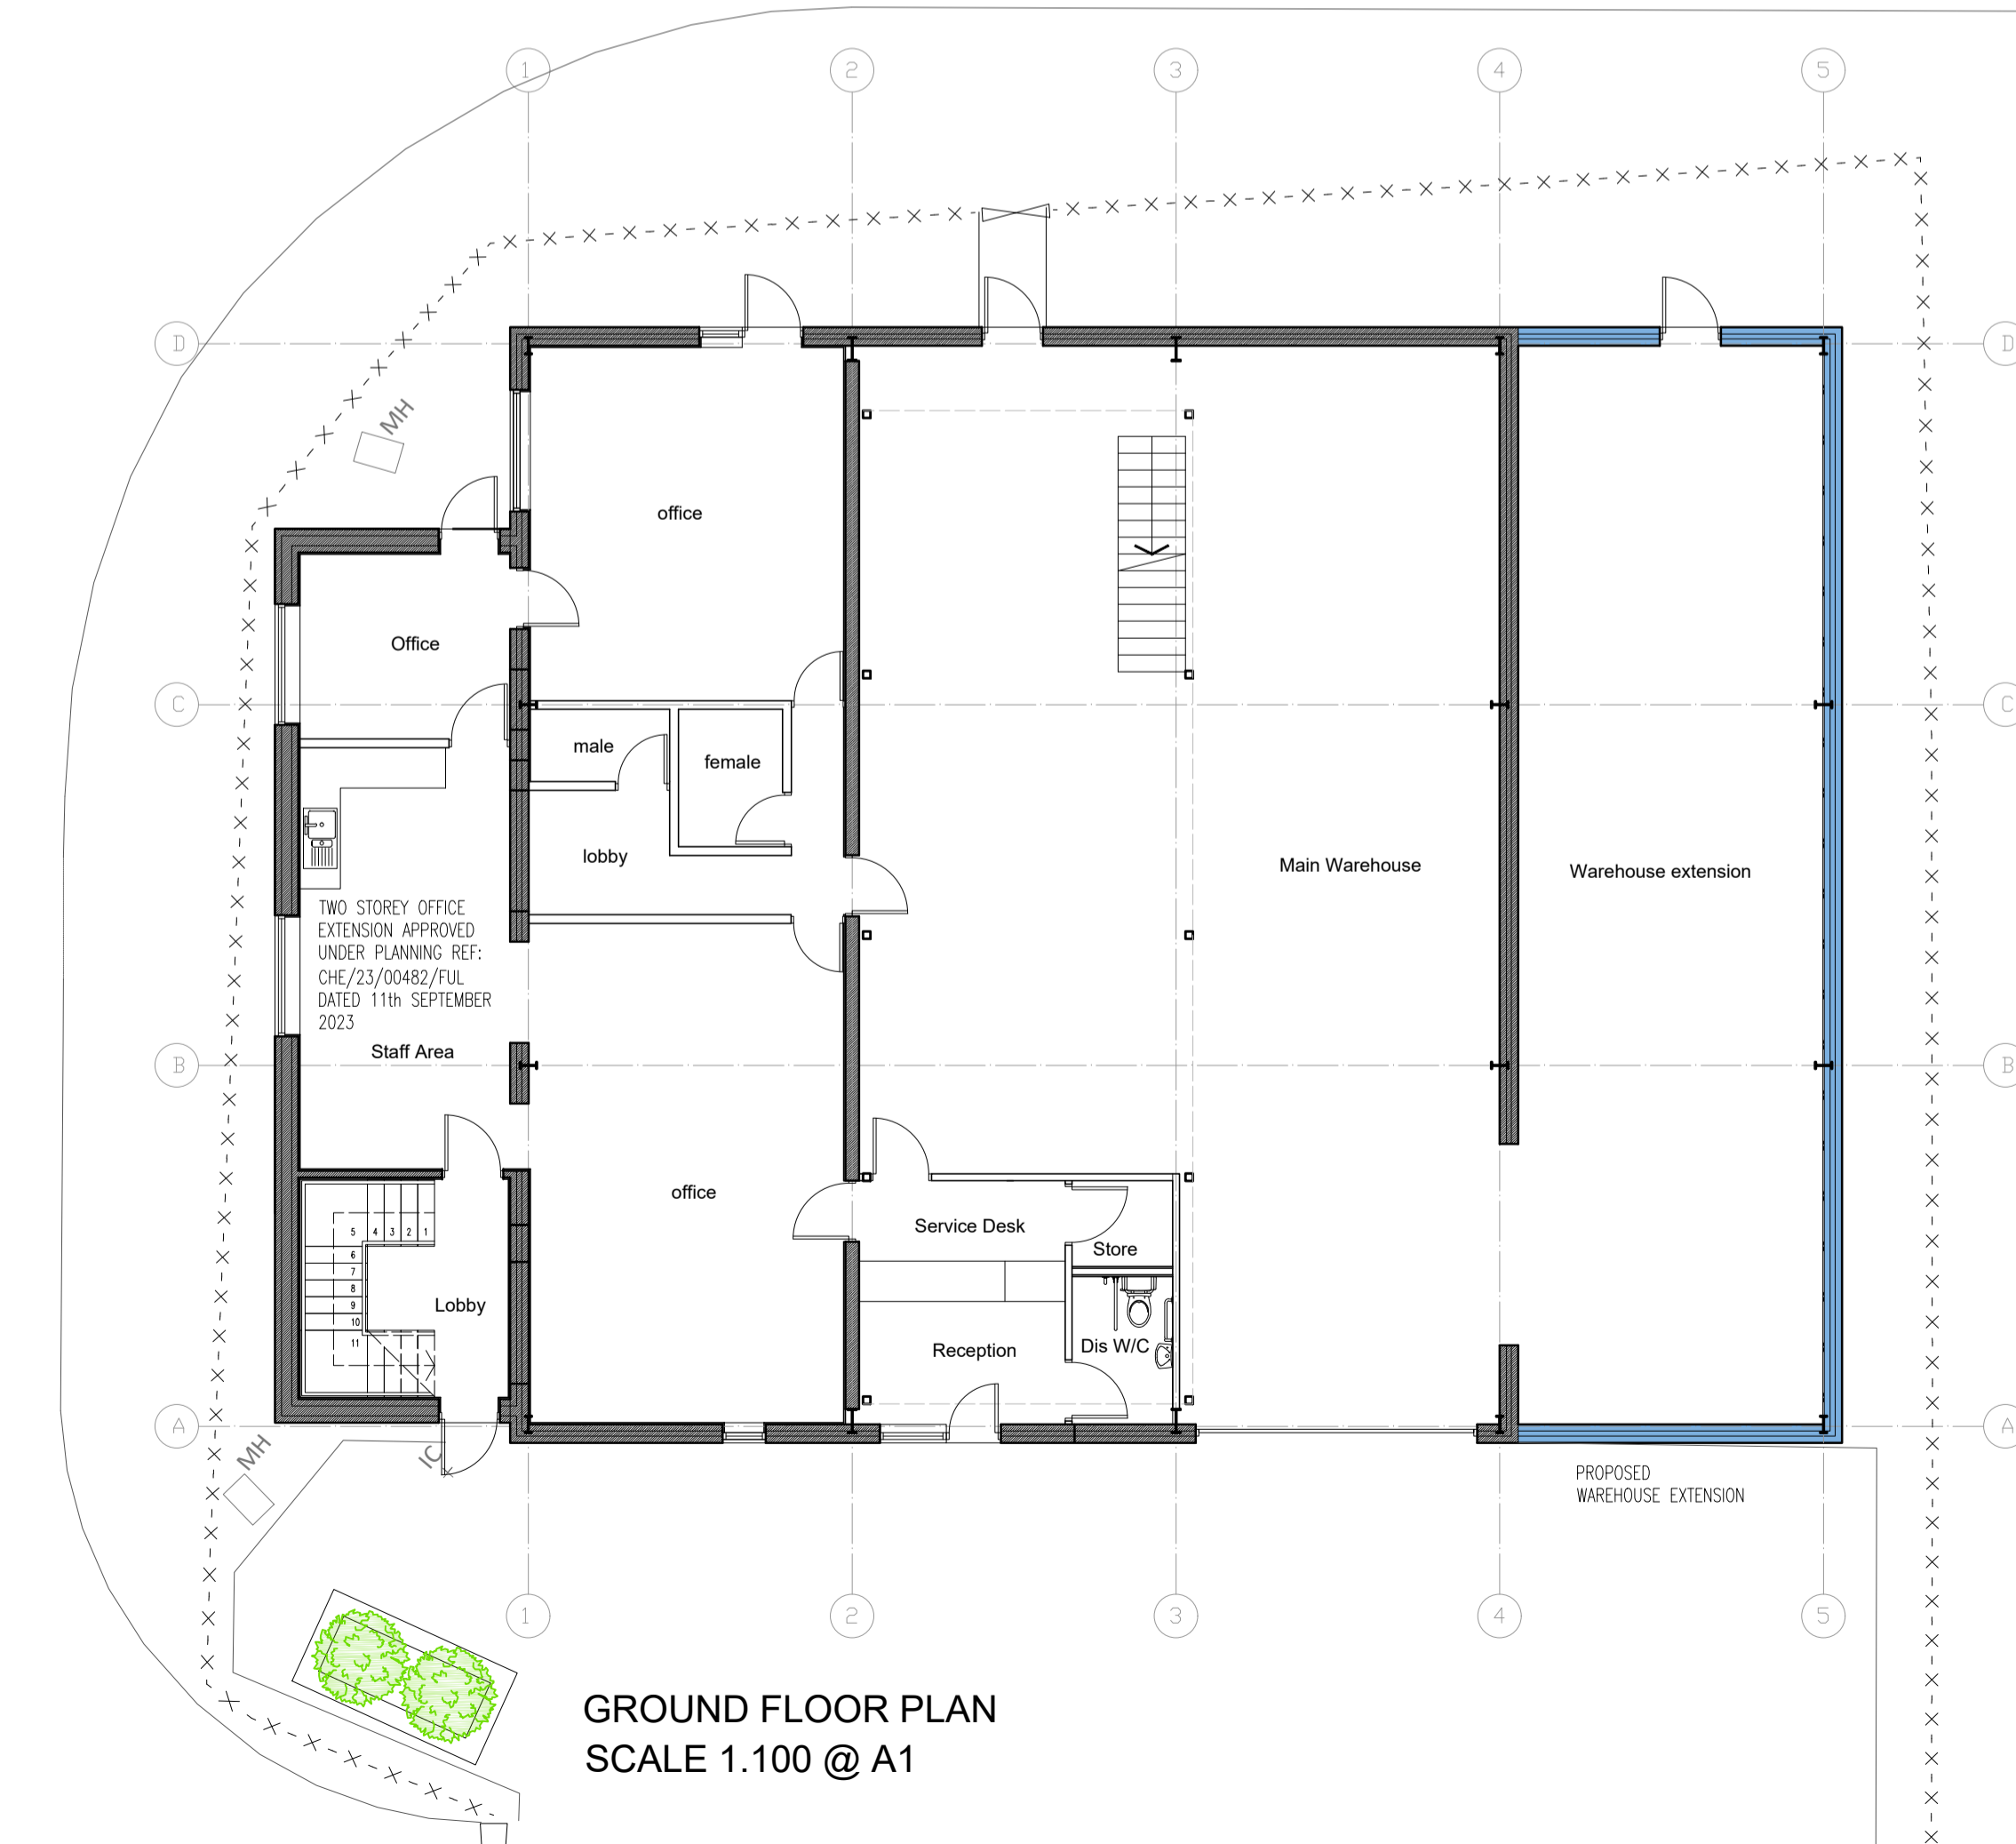 1 2 3 4 5
D D
MH
office
Office
C C
male
female
lobby
Main Warehouse
Warehouse extension
TWO STOREY OFFICE
EXTENSION APPROVED
UNDER PLANNING REF:
CHE/23/00482/FUL
DATED 11th SEPTEMBER
2023
Staff Area
B B
office
Service Desk
Store
5 4 3 2 1
6
7
8
9
10
11
Lobby
Reception
Dis W/C
A A
MH
IC
PROPOSED
WAREHOUSE EXTENSION
1 2 3 4 5
GROUND FLOOR PLAN
SCALE 1.100 @ A1